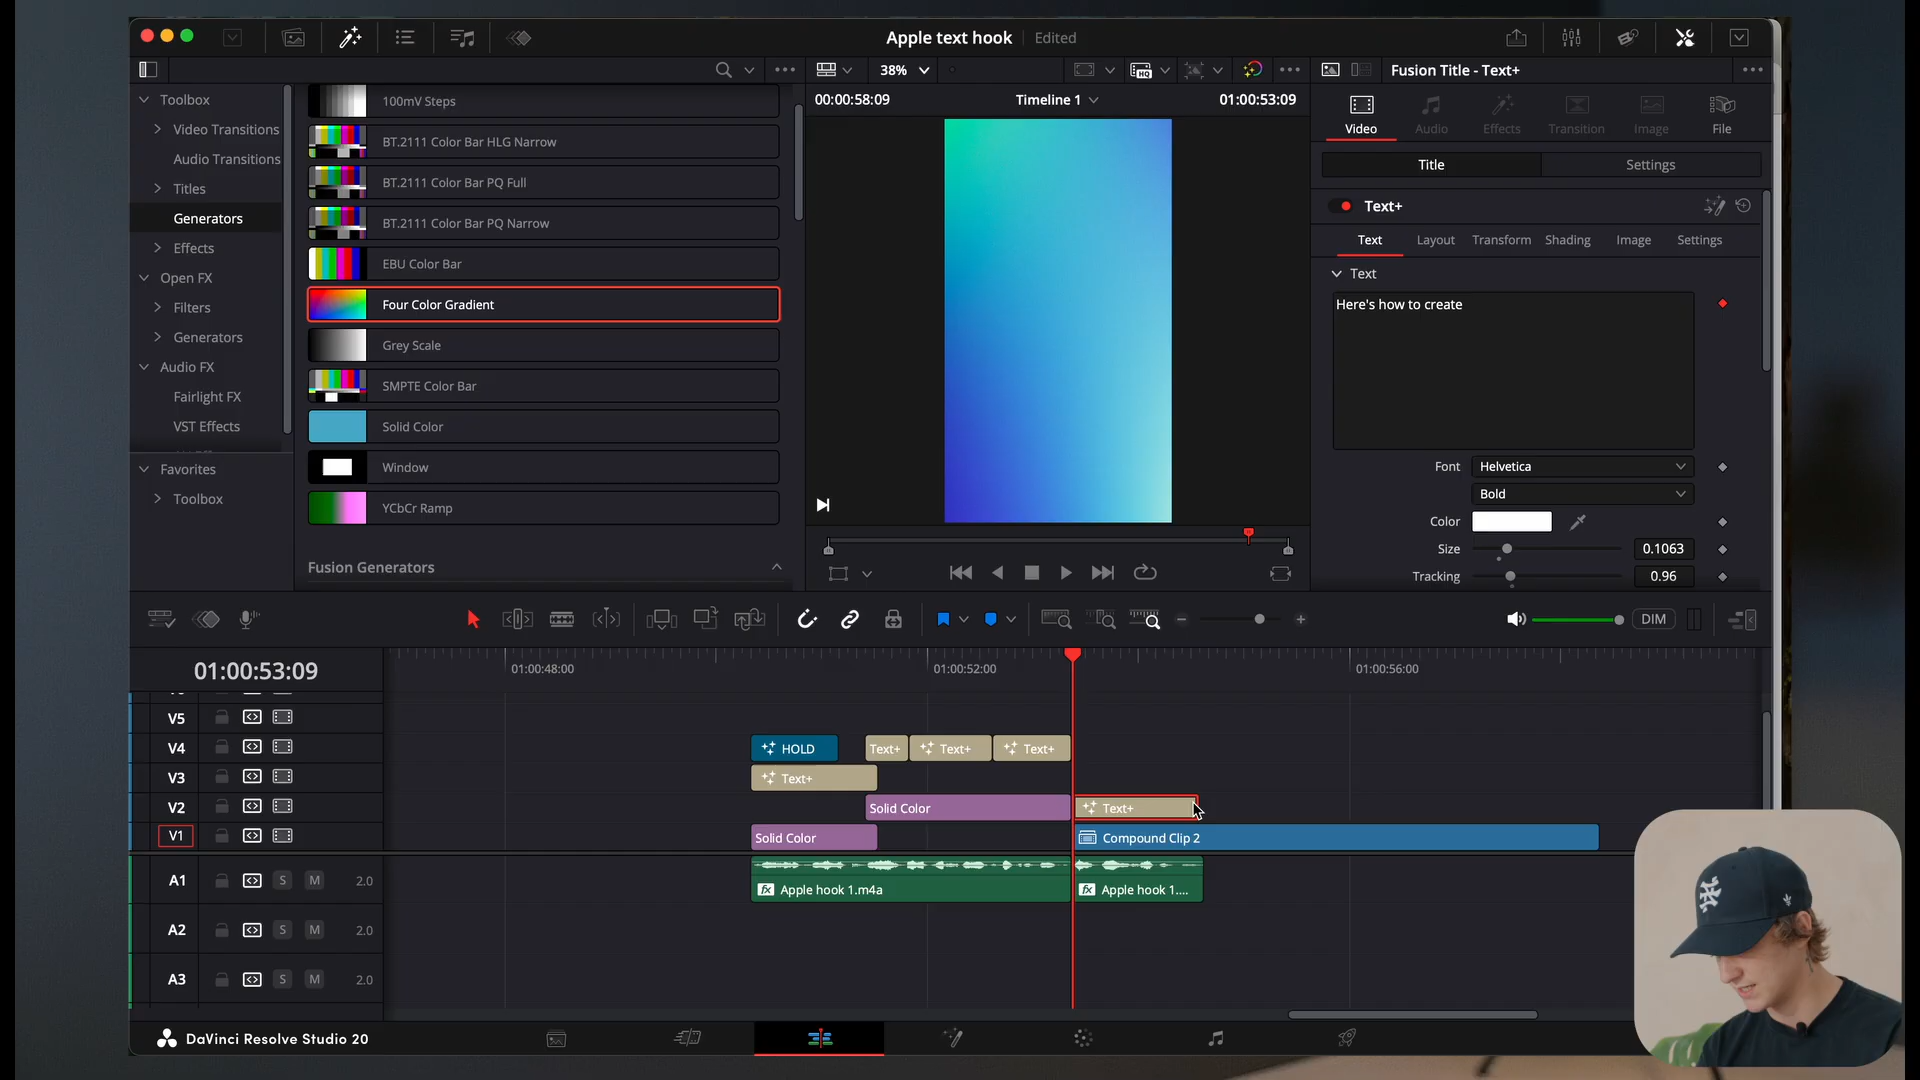 Apple text hook
Edited
38%
HQ
Fusion Title - Text+
00:00:58:09
Timeline 1
01:00:53:09
Toolbox
Video Transitions
Audio Transitions
Titles
Generators
Effects
Open FX
Filters
Generators
Audio FX
Fairlight FX
VST Effects
Favorites
Toolbox
100mV Steps
BT.2111 Color Bar HLG Narrow
BT.2111 Color Bar PQ Full
BT.2111 Color Bar PQ Narrow
EBU Color Bar
Four Color Gradient
Grey Scale
SMPTE Color Bar
Solid Color
Window
YCbCr Ramp
Fusion Generators
Video
Audio
Effects
Transition
Image
File
Title
Settings
Text+
Text
Layout
Transform
Shading
Image
Settings
Text
Here's how to create
Font
Helvetica
Bold
Color
Size
0.1063
Tracking
0.96
DIM
01:00:53:09
01:00:48:00
01:00:52:00
01:00:56:00
V5
V4
HOLD
Text+
Text+
Text+
V3
Text+
V2
Solid Color
Text+
V1
Solid Color
Compound Clip 2
A1
S
M
2.0
fx
Apple hook 1.m4a
fx
Apple hook 1....
A2
S
M
2.0
A3
S
M
2.0
DaVinci Resolve Studio 20